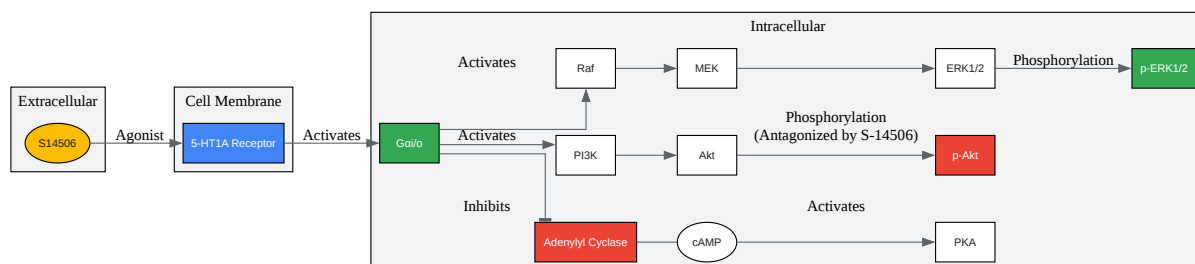 Intracellular
Activates
Raf
MEK
ERK1/2
Phosphorylation
p-ERK1/2
Extracellular
Cell Membrane
S14506
Agonist
5-HT1A Receptor
Activates
Gαi/o
Activates
PI3K
Akt
Phosphorylation
(Antagonized by S-14506)
p-Akt
Inhibits
Activates
Adenylyl Cyclase
cAMP
PKA